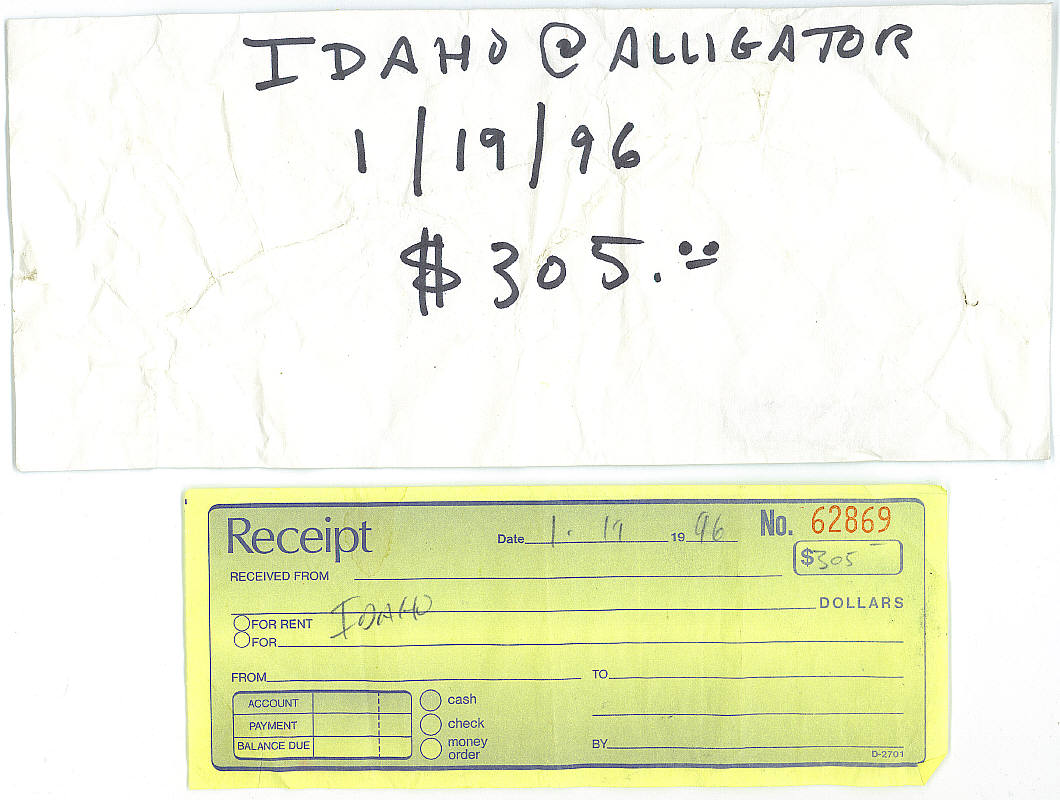 IDAHO @ ALLIGATOR
1/19/96
$305.00
Receipt
Date 1. 19 1996 No. 62869
RECEIVED FROM
$305
DOLLARS
FOR RENT IDAHO
FOR
FROM TO
ACCOUNT
PAYMENT
BALANCE DUE
cash
check
money
order
BY
D-2701